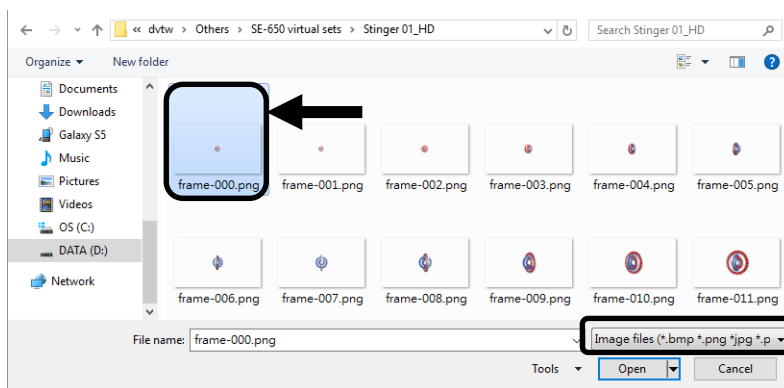 « dvtw > Others > SE-650 virtual sets > Stinger 01_HD
Search Stinger 01_HD
Organize
New folder
Documents
Downloads
Galaxy S5
Music
Pictures
Videos
OS (C:)
DATA (D:)
Network
frame-000.png frame-001.png frame-002.png frame-003.png frame-004.png frame-005.png
frame-006.png frame-007.png frame-008.png frame-009.png frame-010.png frame-011.png
File name: frame-000.png
Image files (*.bmp *.png *jpg *.p
Tools
Open
Cancel